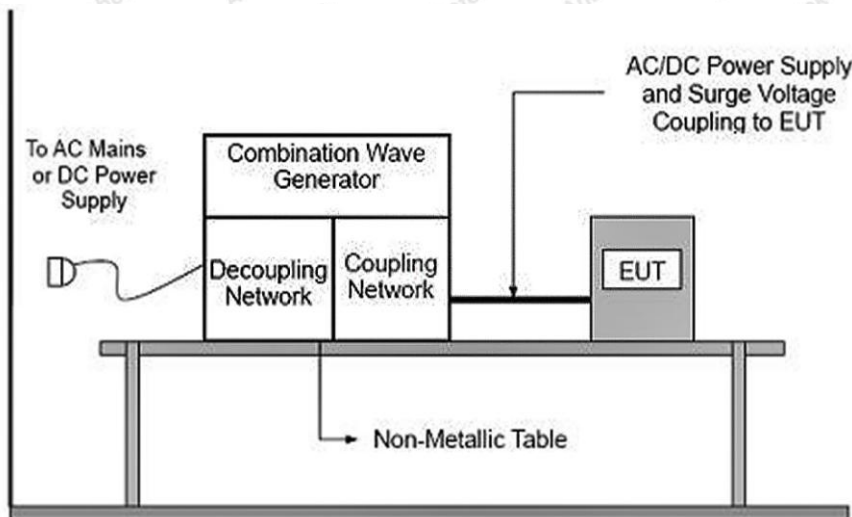 To AC Mains
or DC Power
Supply
Combination Wave
Generator
Decoupling
Network
Coupling
Network
AC/DC Power Supply
and Surge Voltage
Coupling to EUT
EUT
Non-Metallic Table